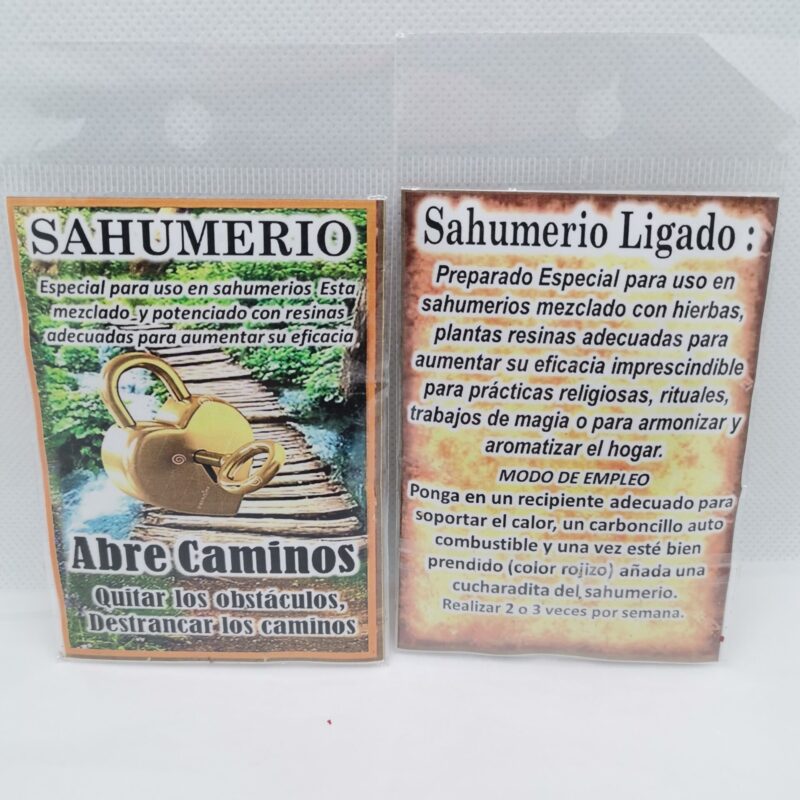 SAHUMERIO
Especial para uso en sahumerios Esta
mezclado y potenciado con resinas
adecuadas para aumentar su eficacia
Abre Caminos
Quitar los obstáculos,
Destrancar los caminos
Sahumerio Ligado :
Preparado Especial para uso en
sahumerios mezclado con hierbas,
plantas resinas adecuadas para
aumentar su eficacia imprescindible
para prácticas religiosas, rituales,
trabajos de magia o para armonizar y
aromatizar el hogar.
MODO DE EMPLEO
Ponga en un recipiente adecuado para
soportar el calor, un carboncillo auto
combustible y una vez esté bien
prendido (color rojizo) añada una
cucharadita del sahumerio.
Realizar 2 o 3 veces por semana.